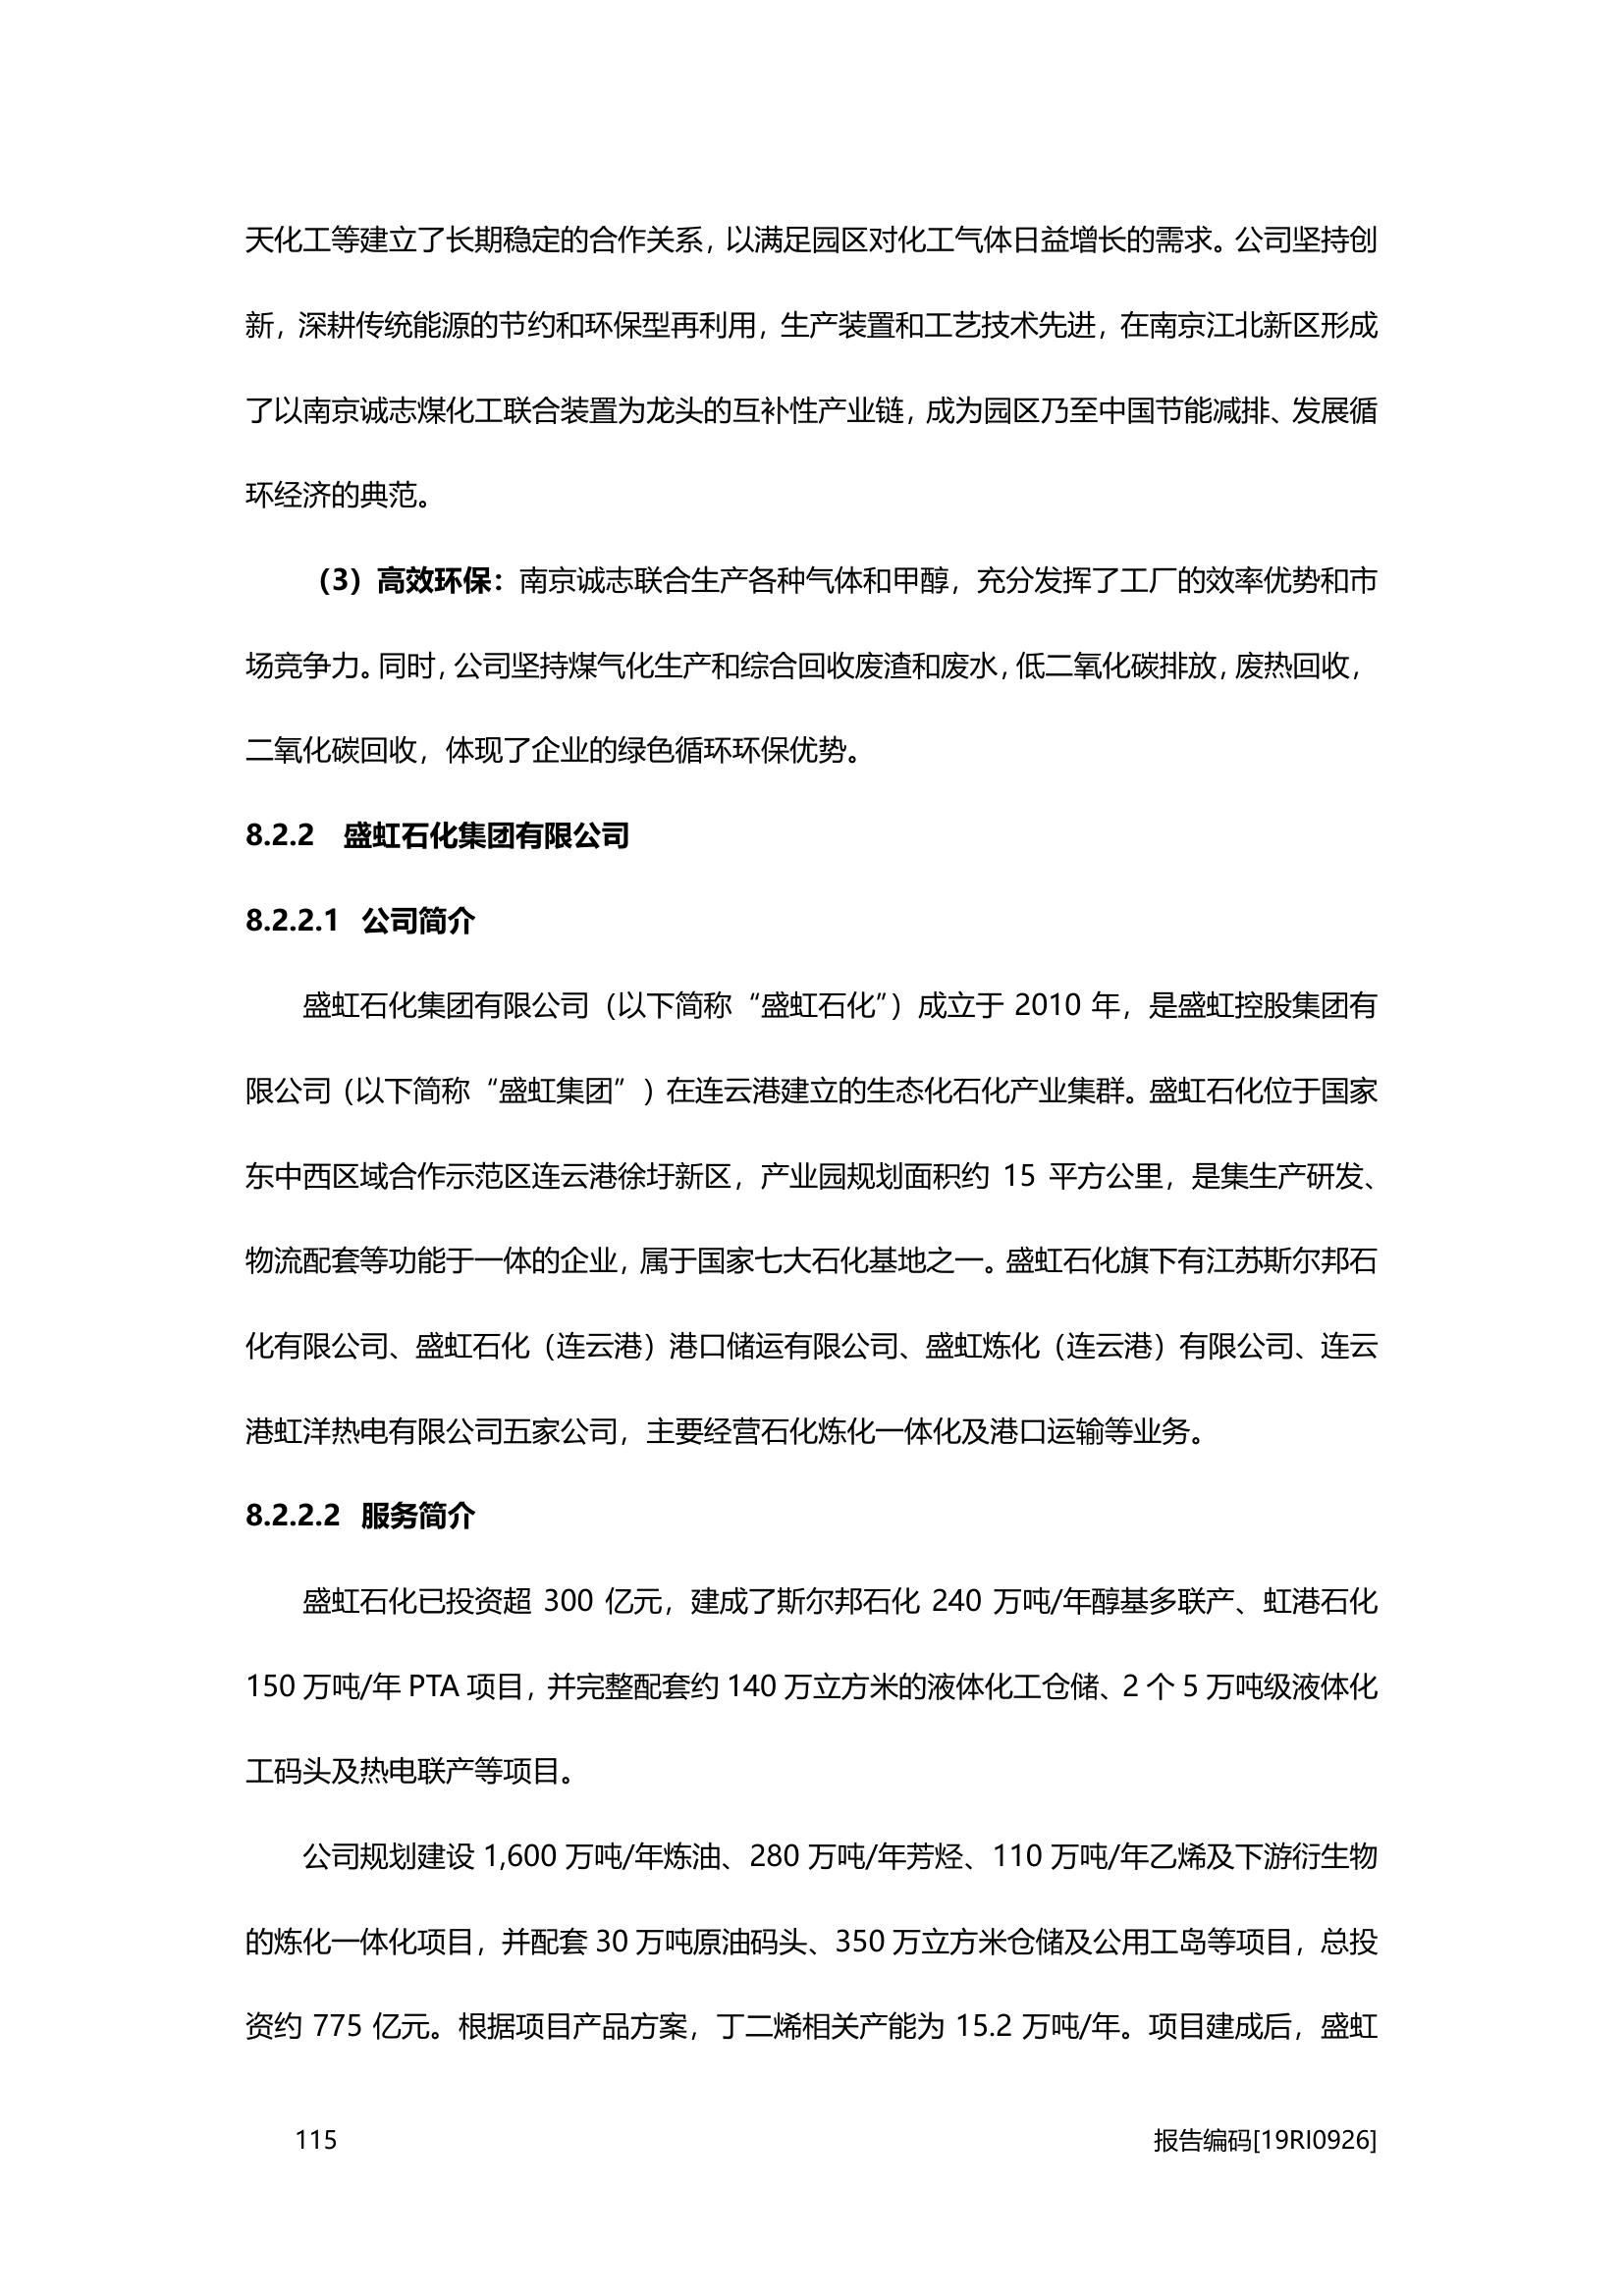 天化工等建立了长期稳定的合作关系，以满足园区对化工气体日益增长的需求。公司坚持创
新，深耕传统能源的节约和环保型再利用，生产装置和工艺技术先进，在南京江北新区形成
了以南京诚志煤化工联合装置为龙头的互补性产业链，成为园区乃至中国节能减排、发展循
环经济的典范。
（3）高效环保：南京诚志联合生产各种气体和甲醇，充分发挥了工厂的效率优势和市
场竞争力。同时，公司坚持煤气化生产和综合回收废渣和废水，低二氧化碳排放，废热回收，
二氧化碳回收，体现了企业的绿色循环环保优势。
8.2.2 盛虹石化集团有限公司
8.2.2.1 公司简介
盛虹石化集团有限公司（以下简称“盛虹石化”）成立于 2010 年，是盛虹控股集团有
限公司（以下简称“盛虹集团”）在连云港建立的生态化石化产业集群。盛虹石化位于国家
东中西区域合作示范区连云港徐圩新区，产业园规划面积约 15 平方公里，是集生产研发、
物流配套等功能于一体的企业，属于国家七大石化基地之一。盛虹石化旗下有江苏斯尔邦石
化有限公司、盛虹石化（连云港）港口储运有限公司、盛虹炼化（连云港）有限公司、连云
港虹洋热电有限公司五家公司，主要经营石化炼化一体化及港口运输等业务。
8.2.2.2 服务简介
盛虹石化已投资超 300 亿元，建成了斯尔邦石化 240 万吨/年醇基多联产、虹港石化
150 万吨/年 PTA 项目，并完整配套约 140 万立方米的液体化工仓储、2 个 5 万吨级液体化
工码头及热电联产等项目。
公司规划建设 1,600 万吨/年炼油、280 万吨/年芳烃、110 万吨/年乙烯及下游衍生物
的炼化一体化项目，并配套 30 万吨原油码头、350 万立方米仓储及公用工岛等项目，总投
资约 775 亿元。根据项目产品方案，丁二烯相关产能为 15.2 万吨/年。项目建成后，盛虹
115 报告编码[19RI0926]